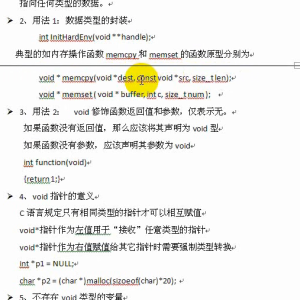 指向任何类型的数据。
2、用法 1：数据类型的封装
int InitHardEnv(void **handle);
典型的如内存操作函数 memcpy 和 memset 的函数原型分别为
void * memcpy(void *dest, const void *src, size_t len);
void * memset ( void * buffer, int c, size_t num );
3、用法 2： void 修饰函数返回值和参数，仅表示无。
如果函数没有返回值，那么应该将其声明为 void 型
如果函数没有参数，应该声明其参数为 void
int function(void)
{return 1;}
4、void 指针的意义
C 语言规定只有相同类型的指针才可以相互赋值
void*指针作为左值用于“接收”任意类型的指针
void*指针作为右值赋值给其它指针时需要强制类型转换
int *p1 = NULL;
char *p2 = (char *)malloc(sizoeof(char)*20);
5、不存在 void 类型的变量